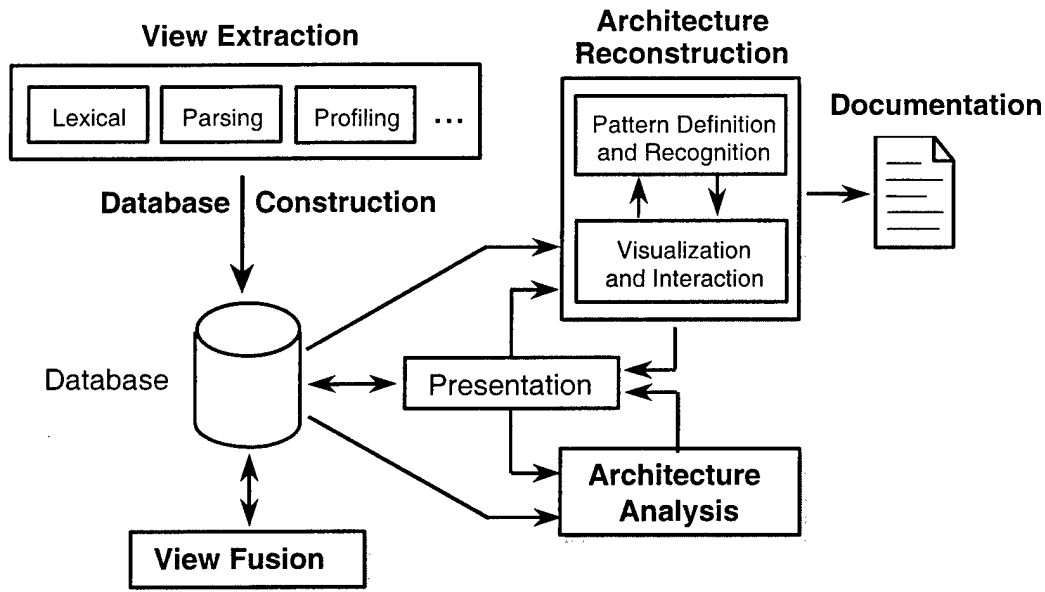 View Extraction
Lexical
Parsing
Profiling
...
Architecture
Reconstruction
Pattern Definition
and Recognition
Visualization
and Interaction
Documentation
Database Construction
Database
Presentation
Architecture
Analysis
View Fusion